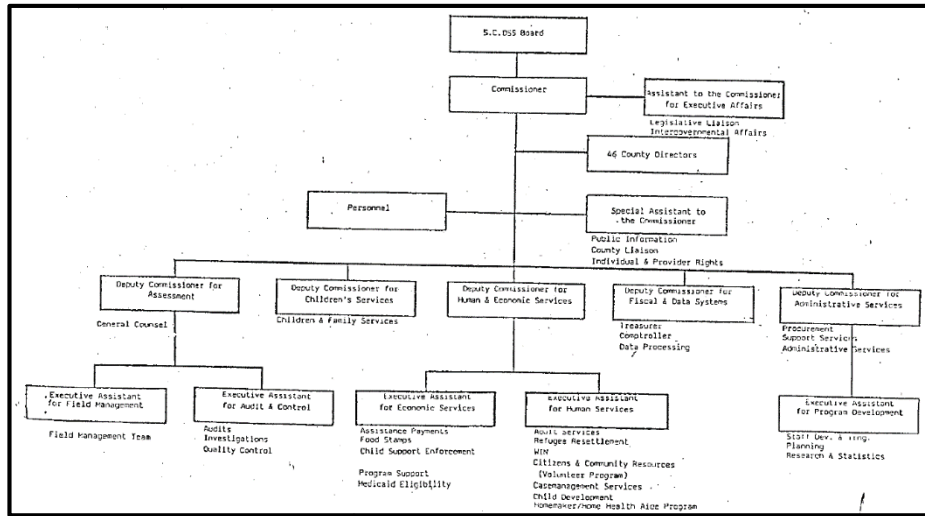 S.C.DSS Board
Commissioner
Assistant to the Commissioner
for Executive Affairs
Legislative Liaison
Intergovernmental Affairs
46 County Directors
Personnel
Special Assistant to
the Commissioner
Public Information
County Liaison
Individual & Provider Rights
Deputy Commissioner for
Assessment
General Counsel
Deputy Commissioner for
Children's Services
Children & Family Services
Deputy Commissioner for
Human & Economic Services
Deputy Commissioner for
Fiscal & Data Systems
Treasurer
Comptroller
Data Processing
Deputy Commissioner for
Administrative Services
Procurement
Support Services
Administrative Services
Executive Assistant
for Field Management
Field Management Team
Executive Assistant
for Audit & Control
Audits
Investigations
Quality Control
Executive Assistant
for Economic Services
Assistance Payments
Food Stamps
Child Support Enforcement
Program Support
Medicaid Eligibility
Executive Assistant
for Human Services
Adult Services
Refugee Resettlement
WIN
Citizens & Community Resources
(Volunteer Program)
Casemanagement Services
Child Development
Homemaker/Home Health Aide Program
Executive Assistant
for Program Development
Staff Dev. & Tng.
Planning
Research & Statistics